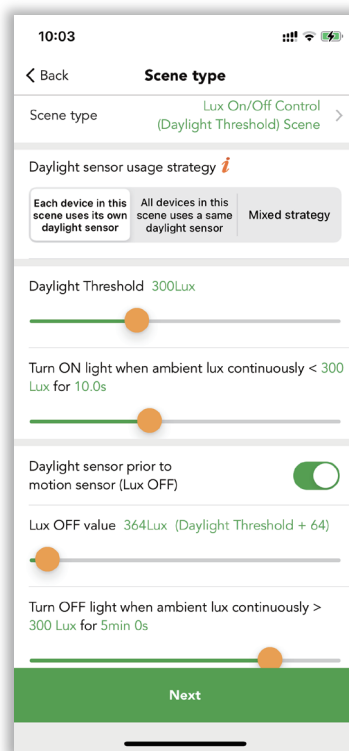 10:03
Back
Scene type
Scene type
Lux On/Off Control
(Daylight Threshold) Scene
Daylight sensor usage strategy i
Each device in this
scene uses its own
daylight sensor
All devices in this
scene uses a same
daylight sensor
Mixed strategy
Daylight Threshold 300Lux
Turn ON light when ambient lux continuously < 300
Lux for 10.0s
Daylight sensor prior to
motion sensor (Lux OFF)
Lux OFF value 364Lux (Daylight Threshold + 64)
Turn OFF light when ambient lux continuously >
300 Lux for 5min 0s
Next